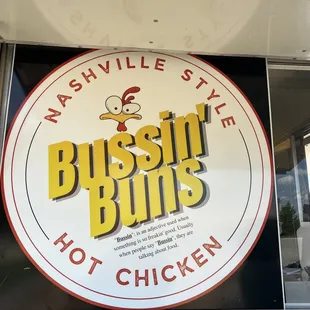 NASHVILLE STYLE
Bussin'
Buns
"Bussin": is an adjective used when
something is so freakin' good. Usually
when people say "Bussin", they are
talking about food.
HOT CHICKEN